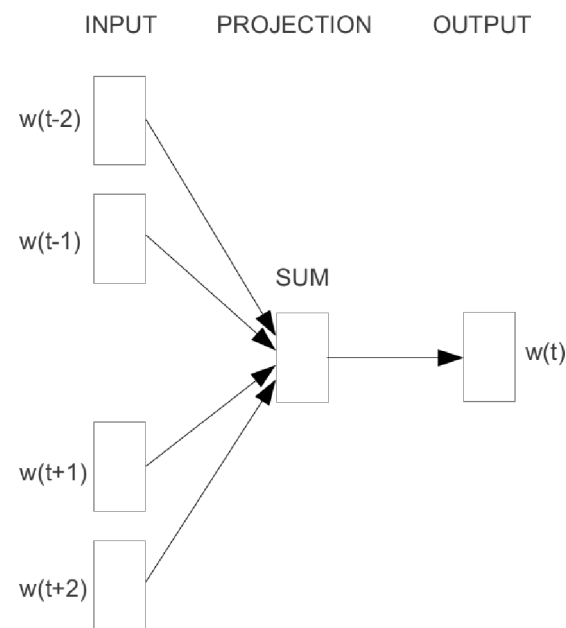 INPUT PROJECTION OUTPUT
w(t-2)
w(t-1)
SUM
w(t)
w(t+1)
w(t+2)